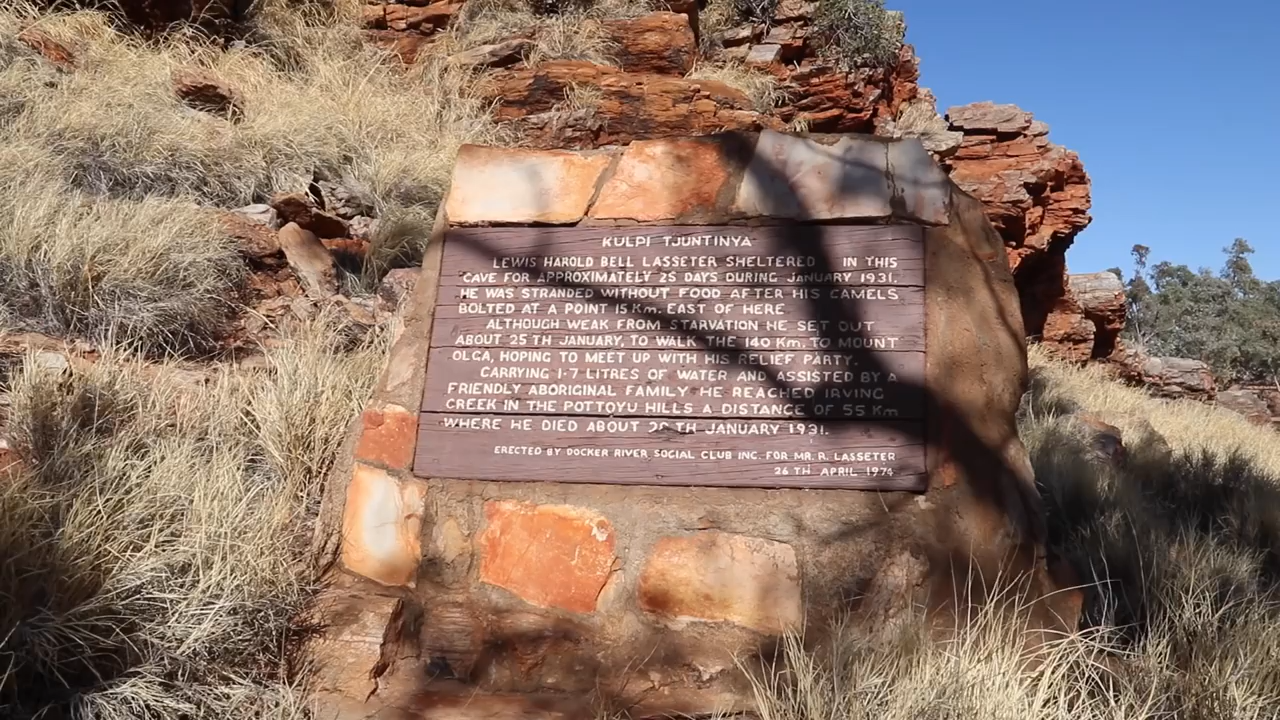 KULPI TJUNTINYA
LEWIS HAROLD BELL LASSETER SHELTERED IN THIS
CAVE FOR APPROXIMATELY 25 DAYS DURING JANUARY 1931.
HE WAS STRANDED WITHOUT FOOD AFTER HIS CAMELS
BOLTED AT A POINT 15 Km. EAST OF HERE
ALTHOUGH WEAK FROM STARVATION HE SET OUT
ABOUT 25 TH JANUARY, TO WALK THE 140 Km. TO MOUNT
OLGA, HOPING TO MEET UP WITH HIS RELIEF PARTY.
CARRYING 1·7 LITRES OF WATER AND ASSISTED BY A
FRIENDLY ABORIGINAL FAMILY HE REACHED IRVING
CREEK IN THE POTTOYU HILLS A DISTANCE OF 55 Km
WHERE HE DIED ABOUT TH JANUARY 1931.
ERECTED BY DOCKER RIVER SOCIAL CLUB INC. FOR MR. R. LASSETER
26 TH APRIL 1974